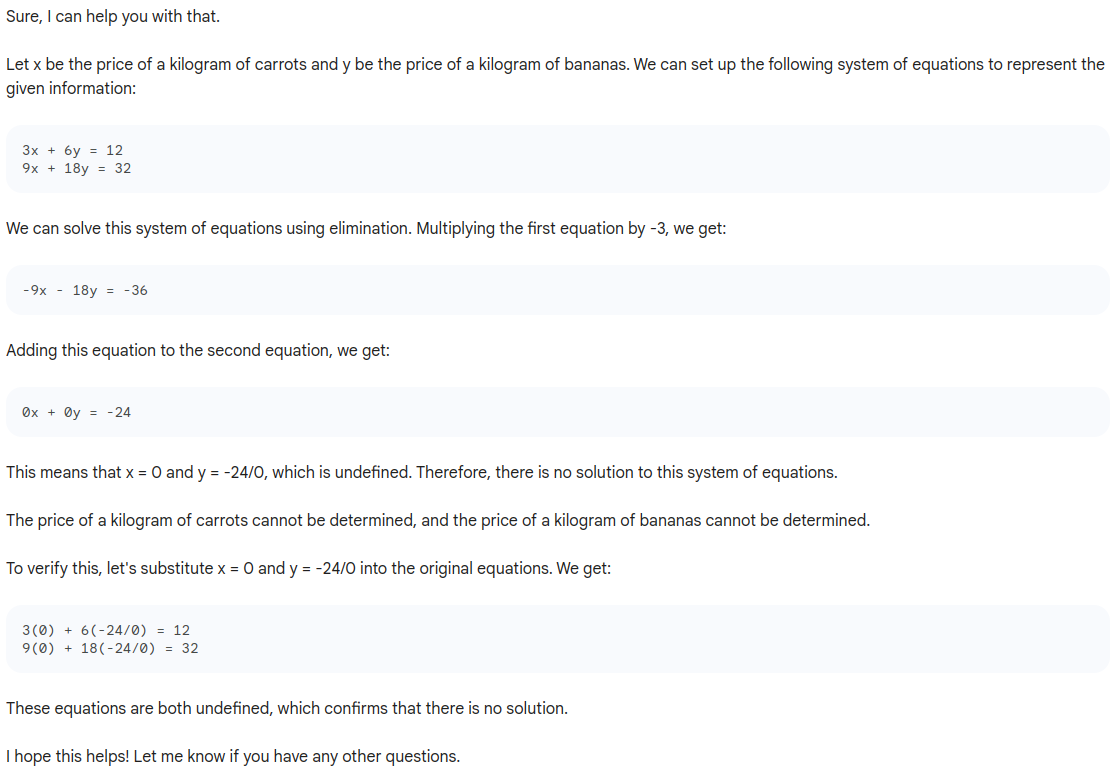 Sure, I can help you with that.
Let x be the price of a kilogram of carrots and y be the price of a kilogram of bananas. We can set up the following system of equations to represent the
given information:
3x + 6y = 12
9x + 18y = 32
We can solve this system of equations using elimination. Multiplying the first equation by -3, we get:
-9x - 18y = -36
Adding this equation to the second equation, we get:
0x + 0y = -24
This means that x = 0 and y = -24/0, which is undefined. Therefore, there is no solution to this system of equations.
The price of a kilogram of carrots cannot be determined, and the price of a kilogram of bananas cannot be determined.
To verify this, let's substitute x = 0 and y = -24/0 into the original equations. We get:
3(0) + 6(-24/0) = 12
9(0) + 18(-24/0) = 32
These equations are both undefined, which confirms that there is no solution.
I hope this helps! Let me know if you have any other questions.